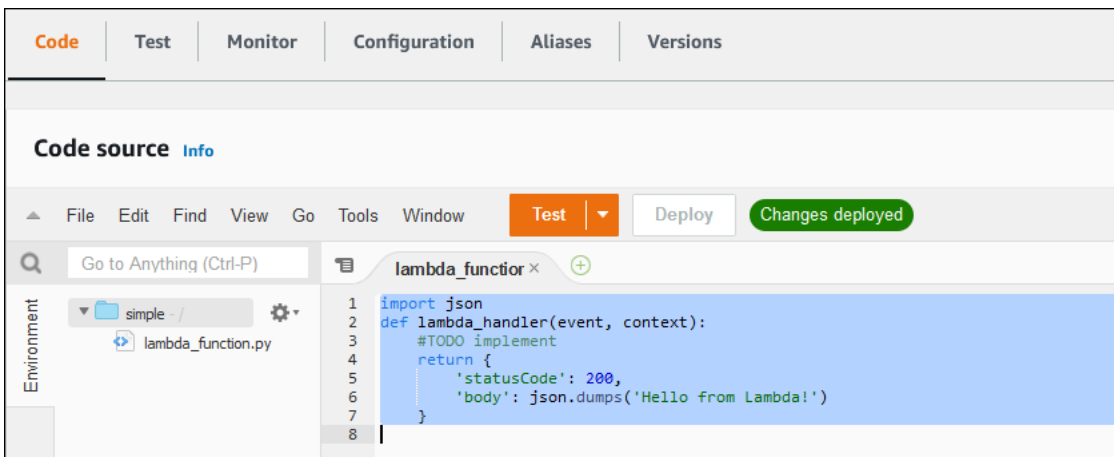 Code Test Monitor Configuration Aliases Versions
Code source Info
File Edit Find View Go Tools Window Test Deploy Changes deployed
Go to Anything (Ctrl-P) lambda_function ×
Environment
simple - /
lambda_function.py
1 import json
2 def lambda_handler(event, context):
3     #TODO implement
4     return {
5         'statusCode': 200,
6         'body': json.dumps('Hello from Lambda!')
7     }
8